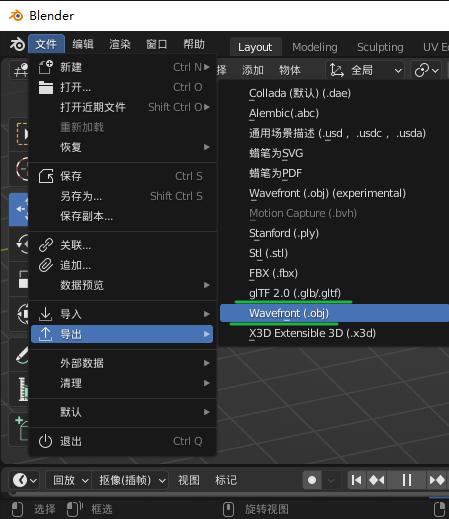 Blender
文件 编辑 渲染 窗口 帮助 Layout Modeling Sculpting UV E
择 添加 物体 全局
新建 Ctrl N
打开... Ctrl O
打开近期文件 Shift Ctrl O
重新加载
恢复
保存 Ctrl S
另存为... Shift Ctrl S
保存副本...
关联...
追加...
数据预览
导入
导出
外部数据
清理
默认
退出 Ctrl Q
Collada (默认) (.dae)
Alembic(.abc)
通用场景描述 (.usd， .usdc， .usda)
蜡笔为SVG
蜡笔为PDF
Wavefront (.obj) (experimental)
Motion Capture (.bvh)
Stanford (.ply)
Stl (.stl)
FBX (.fbx)
glTF 2.0 (.glb/.gltf)
Wavefront (.obj)
X3D Extensible 3D (.x3d)
回放 抠像(插帧) 视图 标记
选择 框选 旋转视图